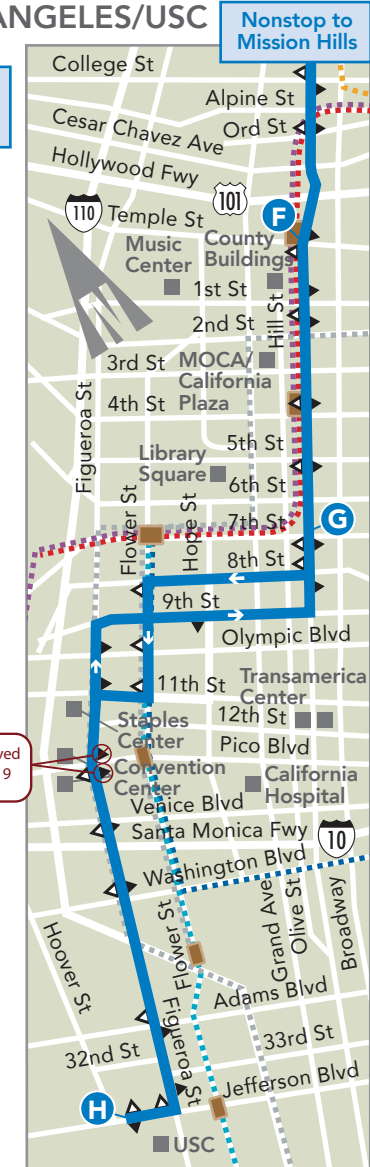 ANGELES/USC
Nonstop to
Mission Hills
College St
Alpine St
Cesar Chavez Ave
Ord St
Hollywood Fwy
101
110
Temple St
F
Music
Center
County
Buildings
1st St
Hill St
2nd St
3rd St
MOCA/
California
Plaza
4th St
Figueroa St
5th St
Library
Square
6th St
Flower St
Hope St
7th St
G
8th St
9th St
Olympic Blvd
11th St
Transamerica
Center
Staples
Center
12th St
Pico Blvd
ved
9
Convention
Center
California
Hospital
Venice Blvd
Santa Monica Fwy
10
Washington Blvd
Grand Ave
Olive St
Broadway
Flower St
Hoover St
Figueroa St
Adams Blvd
32nd St
33rd St
Jefferson Blvd
H
USC